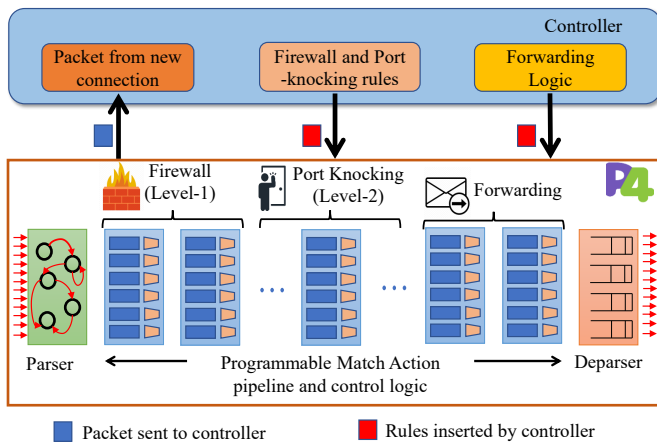 Controller
Packet from new
connection
Firewall and Port
-knocking rules
Forwarding
Logic
Firewall
(Level-1)
Port Knocking
(Level-2)
Forwarding
P4
Parser
Programmable Match Action
pipeline and control logic
Deparser
Packet sent to controller
Rules inserted by controller